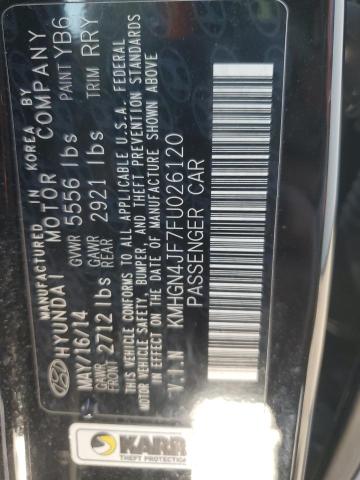 MANUFACTURED IN KOREA BY
HYUNDAI MOTOR COMPANY
MAY/16/14 GVWR 5556 lbs PAINT YB6
GAWR FRONT 2712 lbs GAWR REAR 2921 lbs TRIM RRY
THIS VEHICLE CONFORMS TO ALL APPLICABLE U.S.A. FEDERAL
MOTOR VEHICLE SAFETY, BUMPER, AND THEFT PREVENTION STANDARDS
IN EFFECT ON THE DATE OF MANUFACTURE SHOWN ABOVE
V.I.N KMHGN4JF7FU026120
PASSENGER CAR
KARR
THEFT PROTECTION